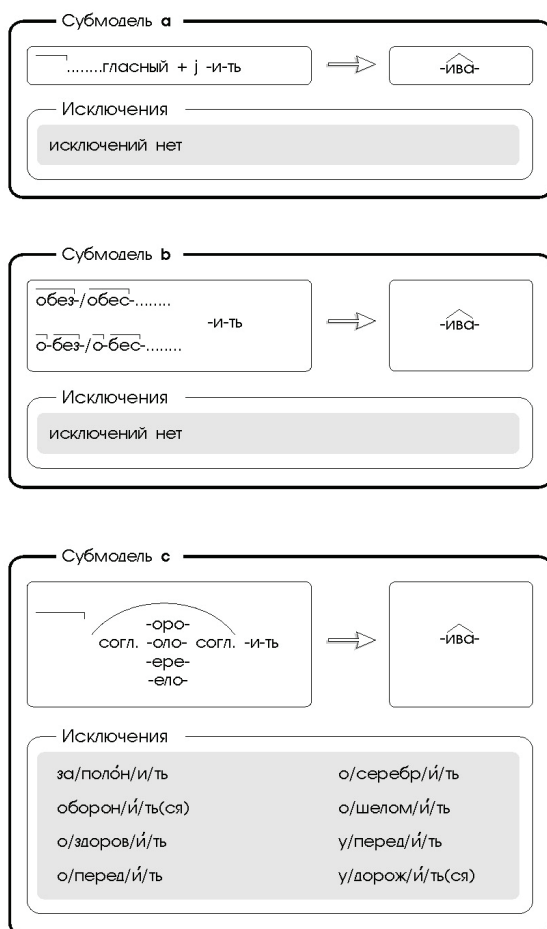 Субмодель a
........гласный + j -и-ть
-ива-
Исключения
исключений нет
Субмодель b
обез-/обес-........
-и-ть
-ива-
о-без-/о-бес-........
Исключения
исключений нет
Субмодель c
-оро-
согл. -оло- согл. -и-ть
-ива-
-ере-
-ело-
Исключения
за/поло́н/и/ть
о/серебр/и́/ть
оборон/и́/ть(ся)
о/шелом/и́/ть
о/здоров/и́/ть
у/перед/и́/ть
о/перед/и́/ть
у/дорож/и́/ть(ся)